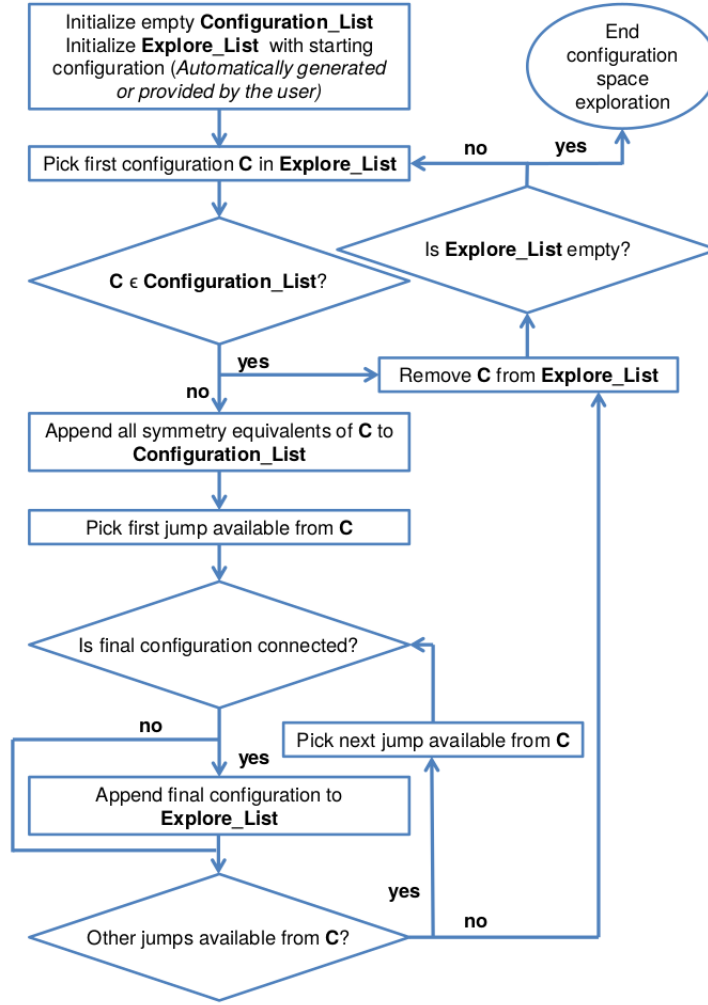 Initialize empty Configuration_List
Initialize Explore_List with starting
configuration (Automatically generated
or provided by the user)
End
configuration
space
exploration
no
yes
Pick first configuration C in Explore_List
Is Explore_List empty?
C ϵ Configuration_List?
yes
Remove C from Explore_List
no
Append all symmetry equivalents of C to
Configuration_List
Pick first jump available from C
Is final configuration connected?
no
Pick next jump available from C
yes
Append final configuration to
Explore_List
yes
no
Other jumps available from C?